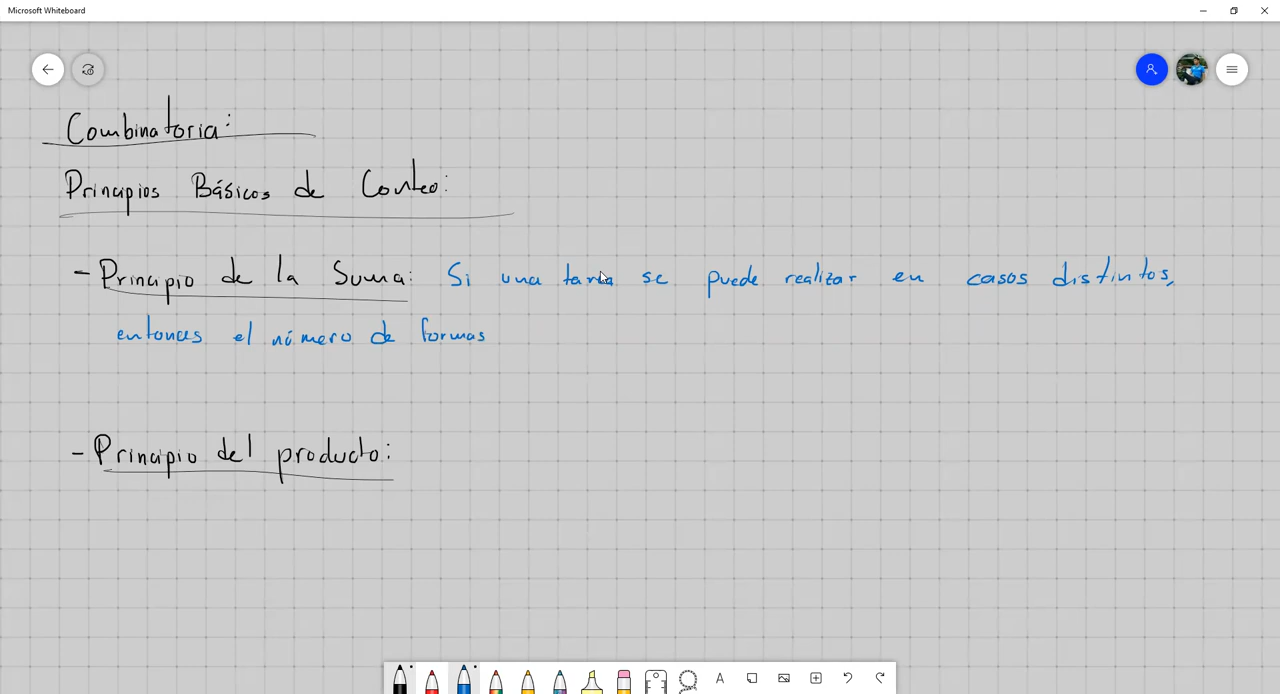 Microsoft Whiteboard
Combinatoria:
Principios Básicos de Conteo:
- Principio de la Suma: Si una tarea se puede realizar en casos distintos,
entonces el número de formas
- Principio del producto: